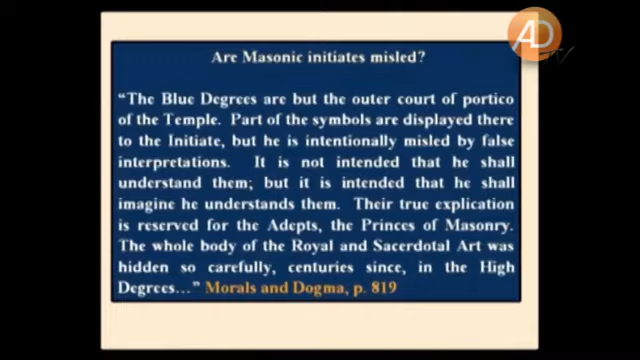 AD
TV
Are Masonic initiates misled?
“The Blue Degrees are but the outer court of portico
of the Temple. Part of the symbols are displayed there
to the Initiate, but he is intentionally misled by false
interpretations. It is not intended that he shall
understand them; but it is intended that he shall
imagine he understands them. Their true explication
is reserved for the Adepts, the Princes of Masonry.
The whole body of the Royal and Sacerdotal Art was
hidden so carefully, centuries since, in the High
Degrees...” Morals and Dogma, p. 819